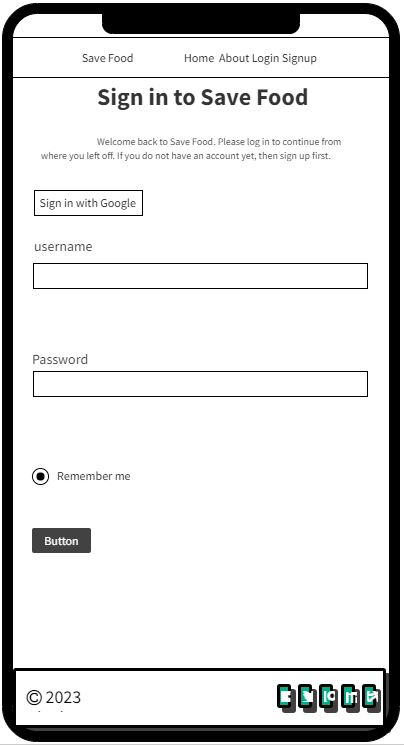 Save Food Home About Login Signup
Sign in to Save Food
Welcome back to Save Food. Please log in to continue from
where you left off. If you do not have an account yet, then sign up first.
Sign in with Google
username
Password
Remember me
Button
© 2023